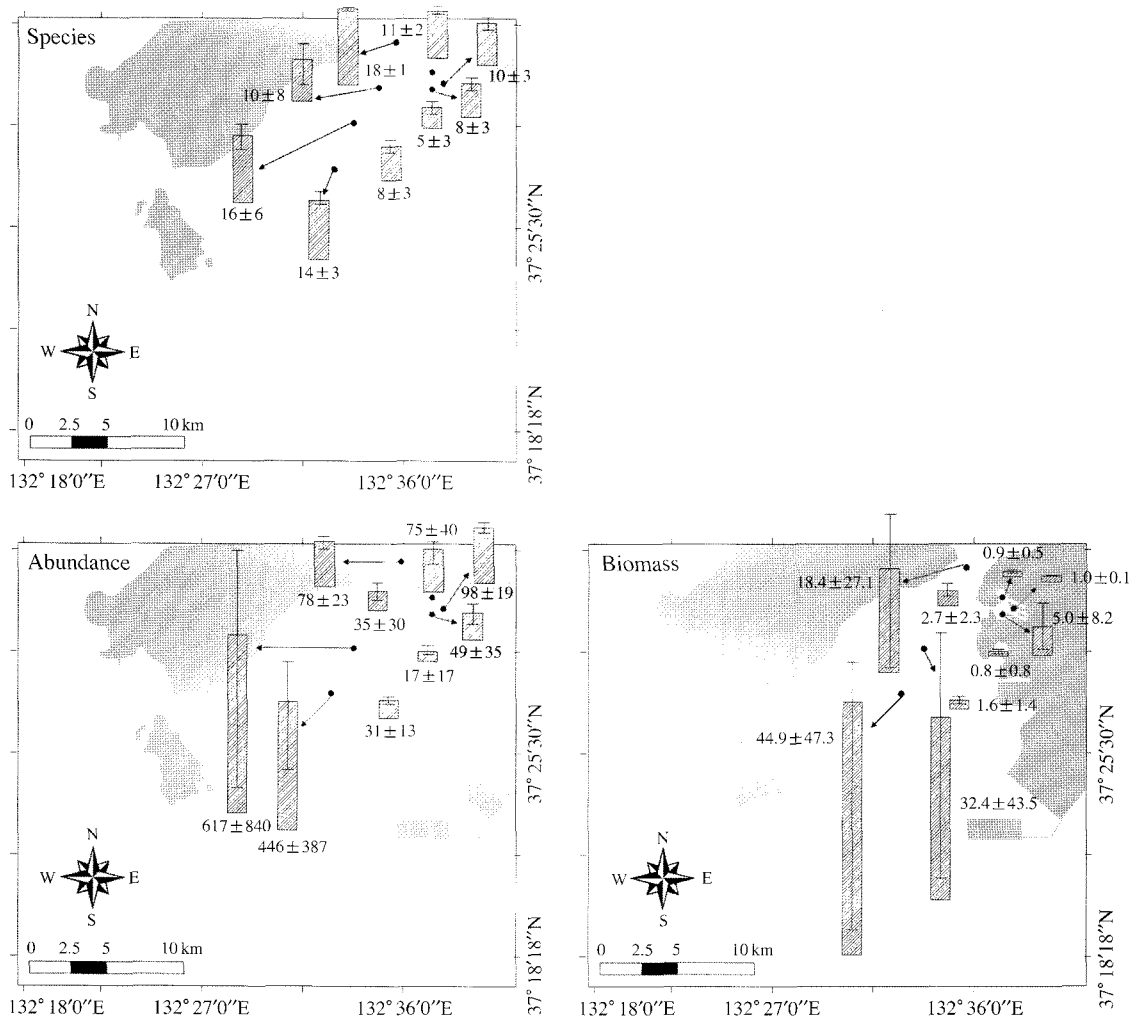 Species
11±2
18±1
10±3
10±8
8±3
5±3
8±3
16±6
14±3
N
W E
S
0 2.5 5 10 km
37° 25′30″N
37° 18′18″N
132° 18′0″E 132° 27′0″E 132° 36′0″E
Abundance
75±40
78±23
98±19
35±30
49±35
17±17
31±13
617±840
446±387
N
W E
S
0 2.5 5 10 km
37° 25′30″N
37° 18′18″N
132° 18′0″E 132° 27′0″E 132° 36′0″E
Biomass
0.9±0.5
18.4±27.1
1.0±0.1
2.7±2.3
5.0±8.2
0.8±0.8
1.6±1.4
44.9±47.3
32.4±43.5
N
W E
S
0 2.5 5 10 km
37° 25′30″N
37° 18′18″N
132° 18′0″E 132° 27′0″E 132° 36′0″E